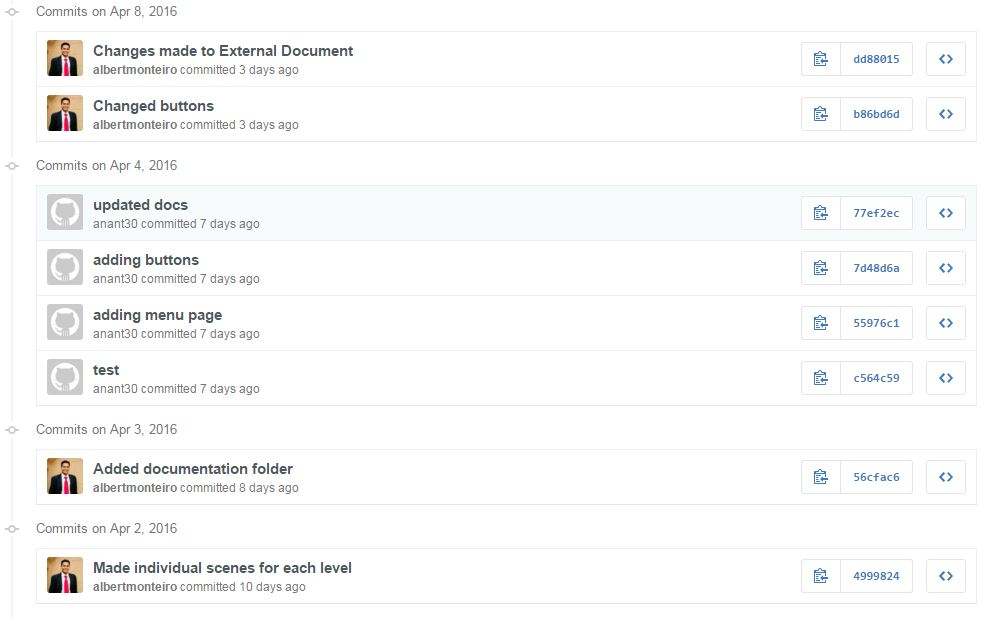 Commits on Apr 8, 2016
Changes made to External Document
albertmonteiro committed 3 days ago
dd88015
Changed buttons
albertmonteiro committed 3 days ago
b86bd6d
Commits on Apr 4, 2016
updated docs
anant30 committed 7 days ago
77ef2ec
adding buttons
anant30 committed 7 days ago
7d48d6a
adding menu page
anant30 committed 7 days ago
55976c1
test
anant30 committed 7 days ago
c564c59
Commits on Apr 3, 2016
Added documentation folder
albertmonteiro committed 8 days ago
56cfac6
Commits on Apr 2, 2016
Made individual scenes for each level
albertmonteiro committed 10 days ago
4999824